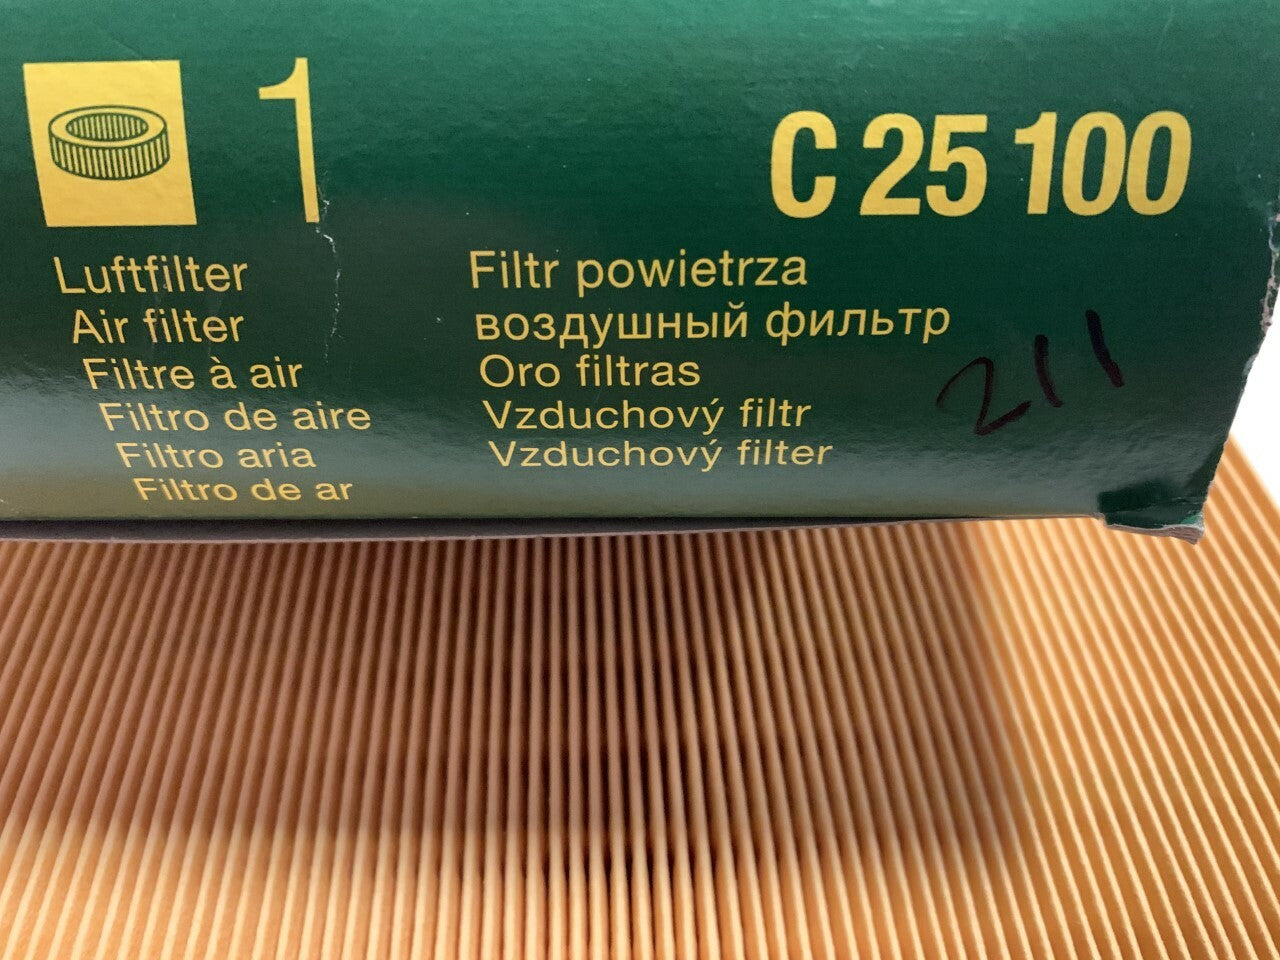 1
C 25 100
Luftfilter
Air filter
Filtre à air
Filtro de aire
Filtro aria
Filtro de ar
Filtr powietrza
воздушный фильтр
Oro filtras
Vzduchový filtr
Vzduchový filter
211